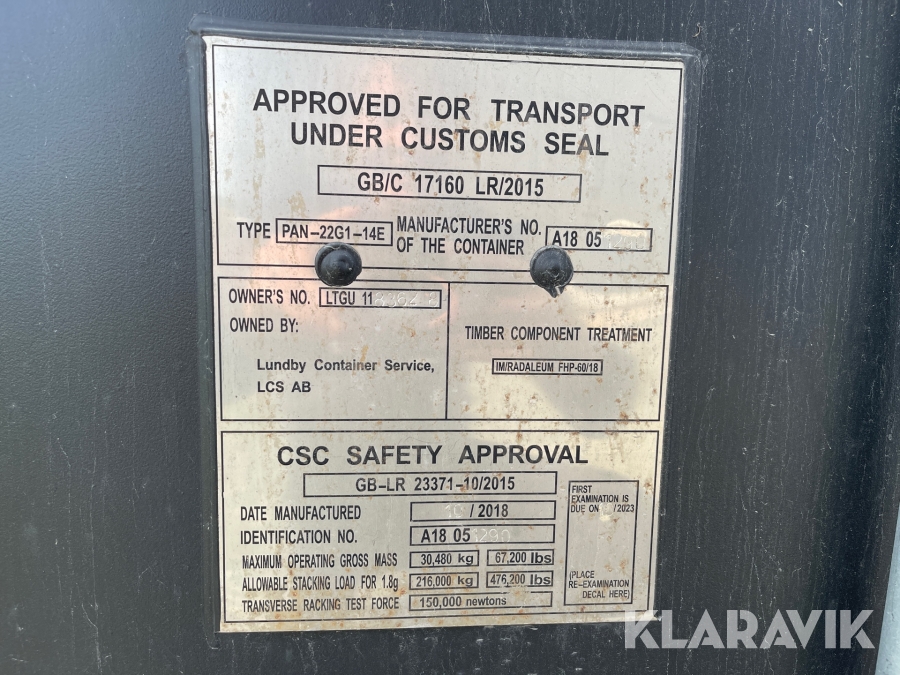 APPROVED FOR TRANSPORT
UNDER CUSTOMS SEAL
GB/C 17160 LR/2015
TYPE PAN-22G1-14E MANUFACTURER'S NO. OF THE CONTAINER A18 05
OWNER'S NO. LTGU 11
OWNED BY:
Lundby Container Service,
LCS AB
TIMBER COMPONENT TREATMENT
IM/RADALEUM FHP-60/18
CSC SAFETY APPROVAL
GB-LR 23371-10/2015
DATE MANUFACTURED / 2018
IDENTIFICATION NO. A18 05
MAXIMUM OPERATING GROSS MASS 30,480 kg 67,200 lbs
ALLOWABLE STACKING LOAD FOR 1.8g 216,000 kg 476,200 lbs
TRANSVERSE RACKING TEST FORCE 150,000 newtons
FIRST
EXAMINATION IS
DUE ON /2023
(PLACE
RE-EXAMINATION
DECAL HERE)
KLARAVIK